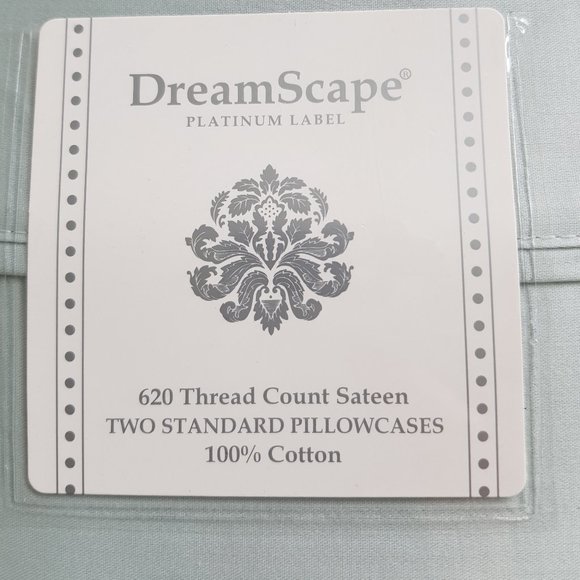 DreamScape®
PLATINUM LABEL
620 Thread Count Sateen
TWO STANDARD PILLOWCASES
100% Cotton